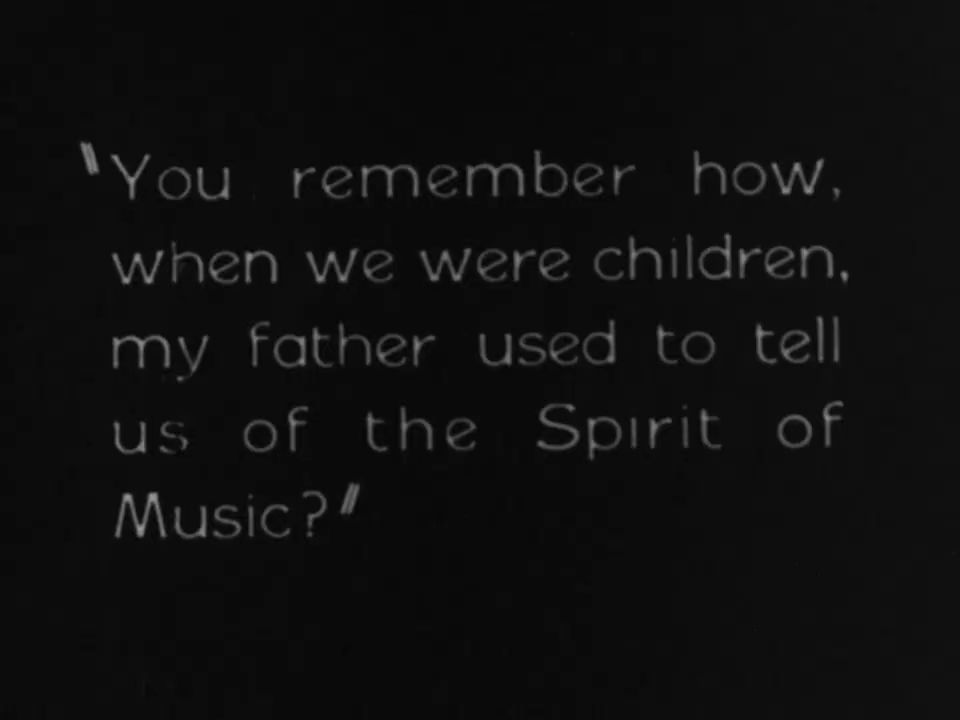 "You remember how,
when we were children,
my father used to tell
us of the Spirit of
Music?"